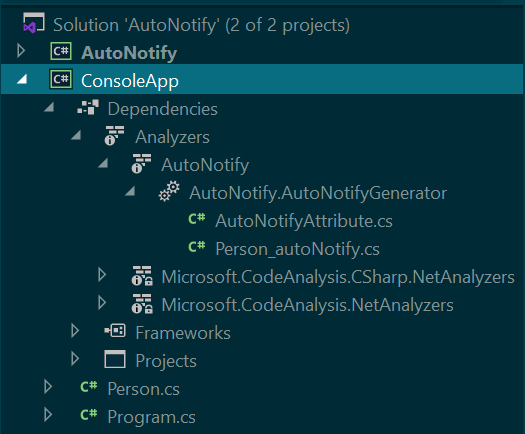 Solution 'AutoNotify' (2 of 2 projects)
C# AutoNotify
C# ConsoleApp
Dependencies
Analyzers
AutoNotify
AutoNotify.AutoNotifyGenerator
C# AutoNotifyAttribute.cs
C# Person_autoNotify.cs
Microsoft.CodeAnalysis.CSharp.NetAnalyzers
Microsoft.CodeAnalysis.NetAnalyzers
Frameworks
Projects
C# Person.cs
C# Program.cs